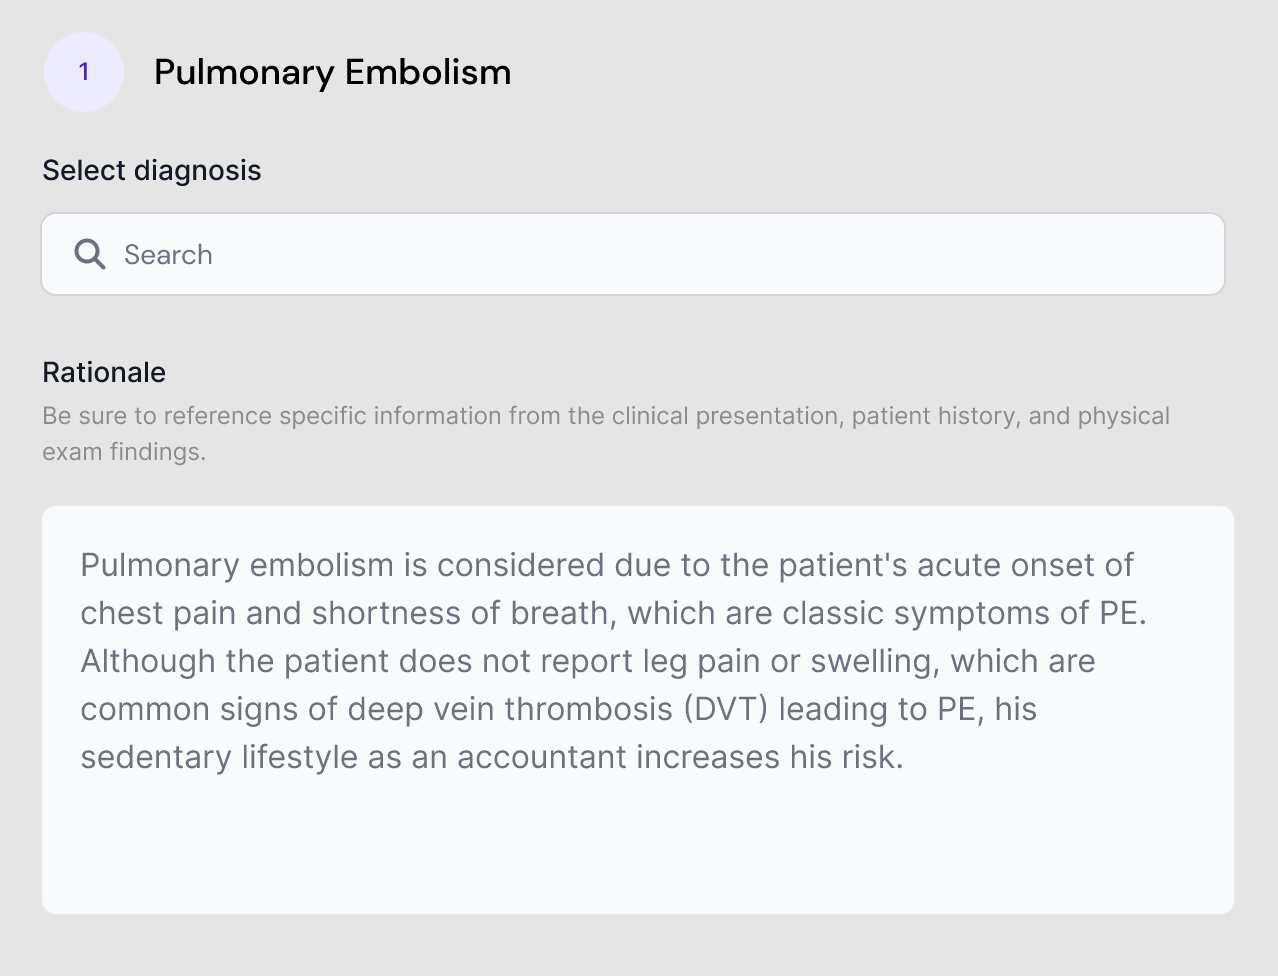 1
Pulmonary Embolism
Select diagnosis
Search
Rationale
Be sure to reference specific information from the clinical presentation, patient history, and physical
exam findings.
Pulmonary embolism is considered due to the patient's acute onset of
chest pain and shortness of breath, which are classic symptoms of PE.
Although the patient does not report leg pain or swelling, which are
common signs of deep vein thrombosis (DVT) leading to PE, his
sedentary lifestyle as an accountant increases his risk.